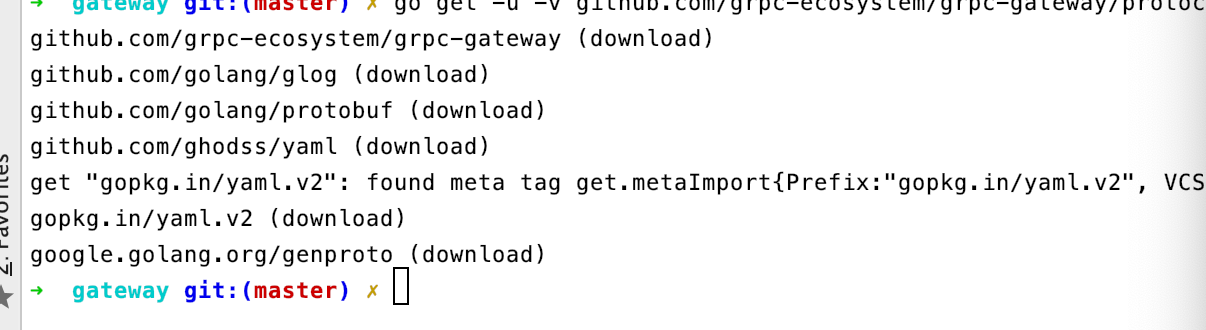 ➜ gateway git:(master) ✗ go get -u -v github.com/grpc-ecosystem/grpc-gateway/protoc
github.com/grpc-ecosystem/grpc-gateway (download)
github.com/golang/glog (download)
github.com/golang/protobuf (download)
github.com/ghodss/yaml (download)
get "gopkg.in/yaml.v2": found meta tag get.metaImport{Prefix:"gopkg.in/yaml.v2", VCS
gopkg.in/yaml.v2 (download)
google.golang.org/genproto (download)
➜ gateway git:(master) ✗
2: Favorites